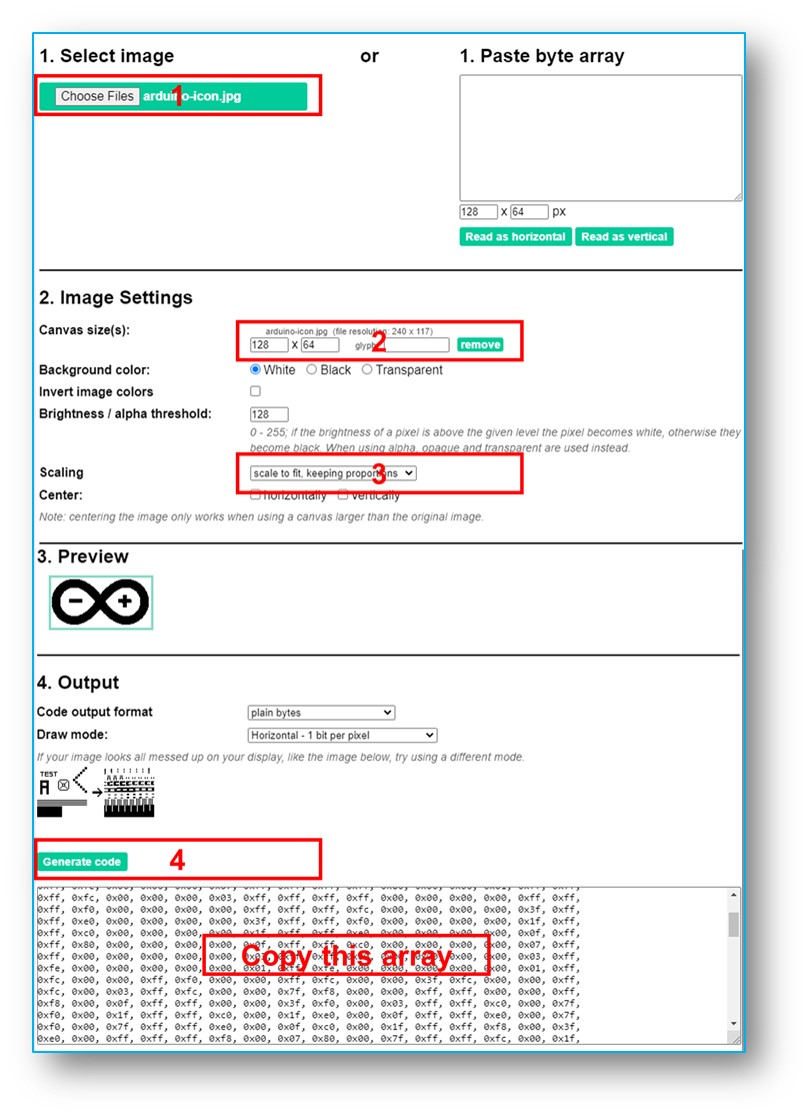 1. Select image or 1. Paste byte array
Choose Files arduino-icon.jpg
1
128 x 64 px
Read as horizontal Read as vertical
2. Image Settings
Canvas size(s): arduino-icon.jpg (file resolution: 240 x 117)
128 x 64 glyph remove
2
Background color: White Black Transparent
Invert image colors
Brightness / alpha threshold: 128
0 - 255; if the brightness of a pixel is above the given level the pixel becomes white, otherwise they
become black. When using alpha, opaque and transparent are used instead.
Scaling scale to fit, keeping proportions
3
Center: horizontally vertically
Note: centering the image only works when using a canvas larger than the original image.
3. Preview
4. Output
Code output format plain bytes
Draw mode: Horizontal - 1 bit per pixel
If your image looks all messed up on your display, like the image below, try using a different mode.
TEST
A
Generate code 4
0xff, 0xfc, 0x00, 0x00, 0x00, 0x03, 0xff, 0xff, 0xff, 0xff, 0x00, 0x00, 0x00, 0x00, 0xff, 0xff,
0xff, 0xf0, 0x00, 0x00, 0x00, 0x00, 0xff, 0xff, 0xff, 0xfc, 0x00, 0x00, 0x00, 0x00, 0x3f, 0xff,
0xff, 0xe0, 0x00, 0x00, 0x00, 0x00, 0x3f, 0xff, 0xff, 0xf0, 0x00, 0x00, 0x00, 0x00, 0x1f, 0xff,
0xff, 0xc0, 0x00, 0x00, 0x00, 0x00, 0x1f, 0xff, 0xff, 0xe0, 0x00, 0x00, 0x00, 0x00, 0x0f, 0xff,
0xff, 0x80, 0x00, 0x00, 0x00, 0x00, 0x0f, 0xff, 0xff, 0xc0, 0x00, 0x00, 0x00, 0x00, 0x07, 0xff,
Copy this array
0xff, 0x00, 0x00, 0x00, 0x00, 0x00, 0x00, 0x00, 0x03, 0xff,
0xfe, 0x00, 0x00, 0x00, 0x00, 0x00, 0x01, 0xff, 0xfe, 0x00, 0x00, 0x00, 0x00, 0x00, 0x01, 0xff,
0xfc, 0x00, 0x00, 0xff, 0xf0, 0x00, 0x00, 0xff, 0xfc, 0x00, 0x00, 0x3f, 0xfc, 0x00, 0x00, 0xff,
0xfc, 0x00, 0x03, 0xff, 0xfc, 0x00, 0x00, 0x7f, 0xf8, 0x00, 0x00, 0xff, 0xff, 0x00, 0x00, 0xff,
0xf8, 0x00, 0x0f, 0xff, 0xff, 0x00, 0x00, 0x3f, 0xf0, 0x00, 0x03, 0xff, 0xff, 0xc0, 0x00, 0x7f,
0xf0, 0x00, 0x1f, 0xff, 0xff, 0xc0, 0x00, 0x1f, 0xe0, 0x00, 0x0f, 0xff, 0xff, 0xe0, 0x00, 0x7f,
0xf0, 0x00, 0x7f, 0xff, 0xff, 0xe0, 0x00, 0x0f, 0xc0, 0x00, 0x1f, 0xff, 0xff, 0xf8, 0x00, 0x3f,
0xe0, 0x00, 0xff, 0xff, 0xff, 0xf8, 0x00, 0x07, 0x80, 0x00, 0x7f, 0xff, 0xff, 0xfc, 0x00, 0x1f,